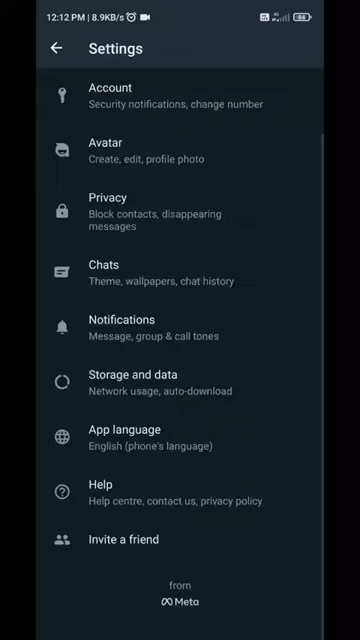 12:12 PM | 8.9KB/s
Settings
Account
Security notifications, change number
Avatar
Create, edit, profile photo
Privacy
Block contacts, disappearing
messages
Chats
Theme, wallpapers, chat history
Notifications
Message, group & call tones
Storage and data
Network usage, auto-download
App language
English (phone's language)
Help
Help centre, contact us, privacy policy
Invite a friend
from
Meta